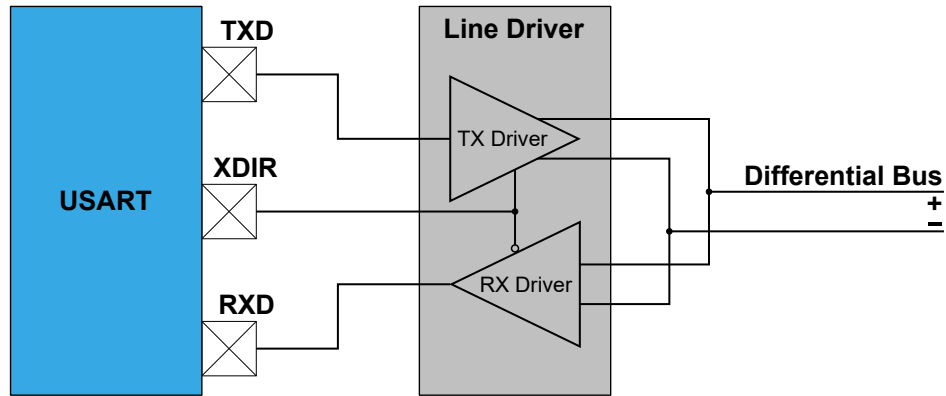 TXD
Line Driver
TX Driver
XDIR
USART
Differential Bus
+
−
RX Driver
RXD